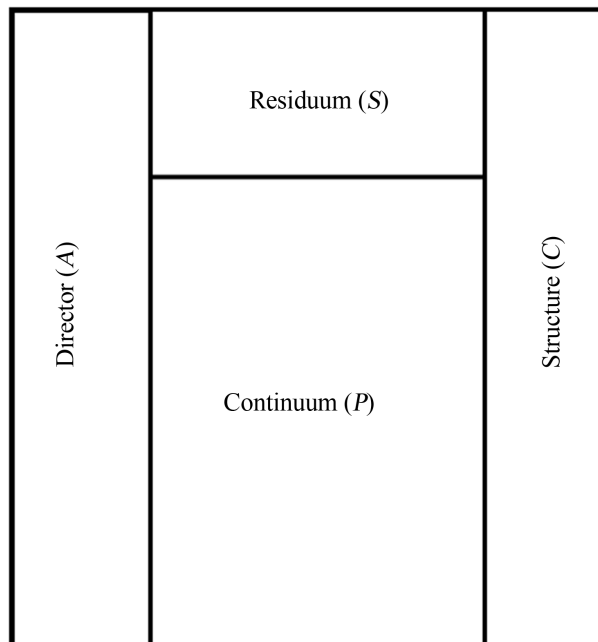 Residuum (S)
Director (A)
Structure (C)
Continuum (P)